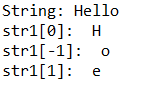 String: Hello
str1[0]:  H
str1[-1]:  o
str1[1]:  e